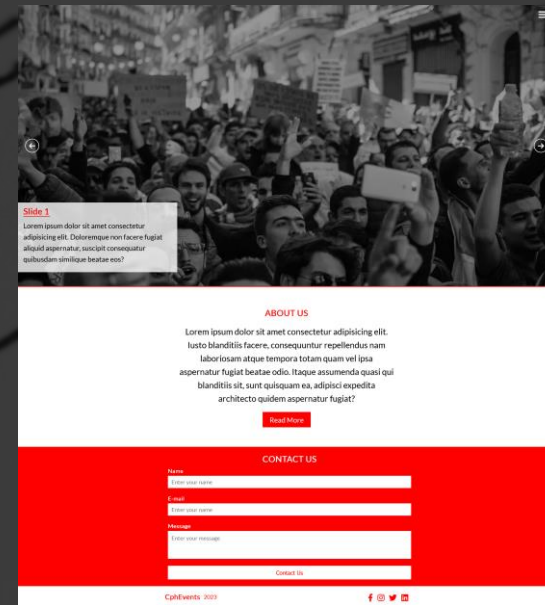 Slide 1
Lorem ipsum dolor sit amet consectetur
adipisicing elit. Doloremque non facere fugiat
aliquid aspernatur, suscipit consequatur
quibusdam similique beatae eos?
ABOUT US
Lorem ipsum dolor sit amet consectetur adipisicing elit.
Iusto blanditiis facere, consequuntur repellendus nam
laboriosam atque tempora totam quam vel ipsa
aspernatur fugiat beatae odio. Itaque assumenda quasi qui
blanditiis sit, sunt quisquam ea, adipisci expedita
architecto quidem aspernatur fugiat?
Read More
CONTACT US
Name
Enter your name
E-mail
Enter your name
Message
Enter your message
Contact Us
CphEvents 2023